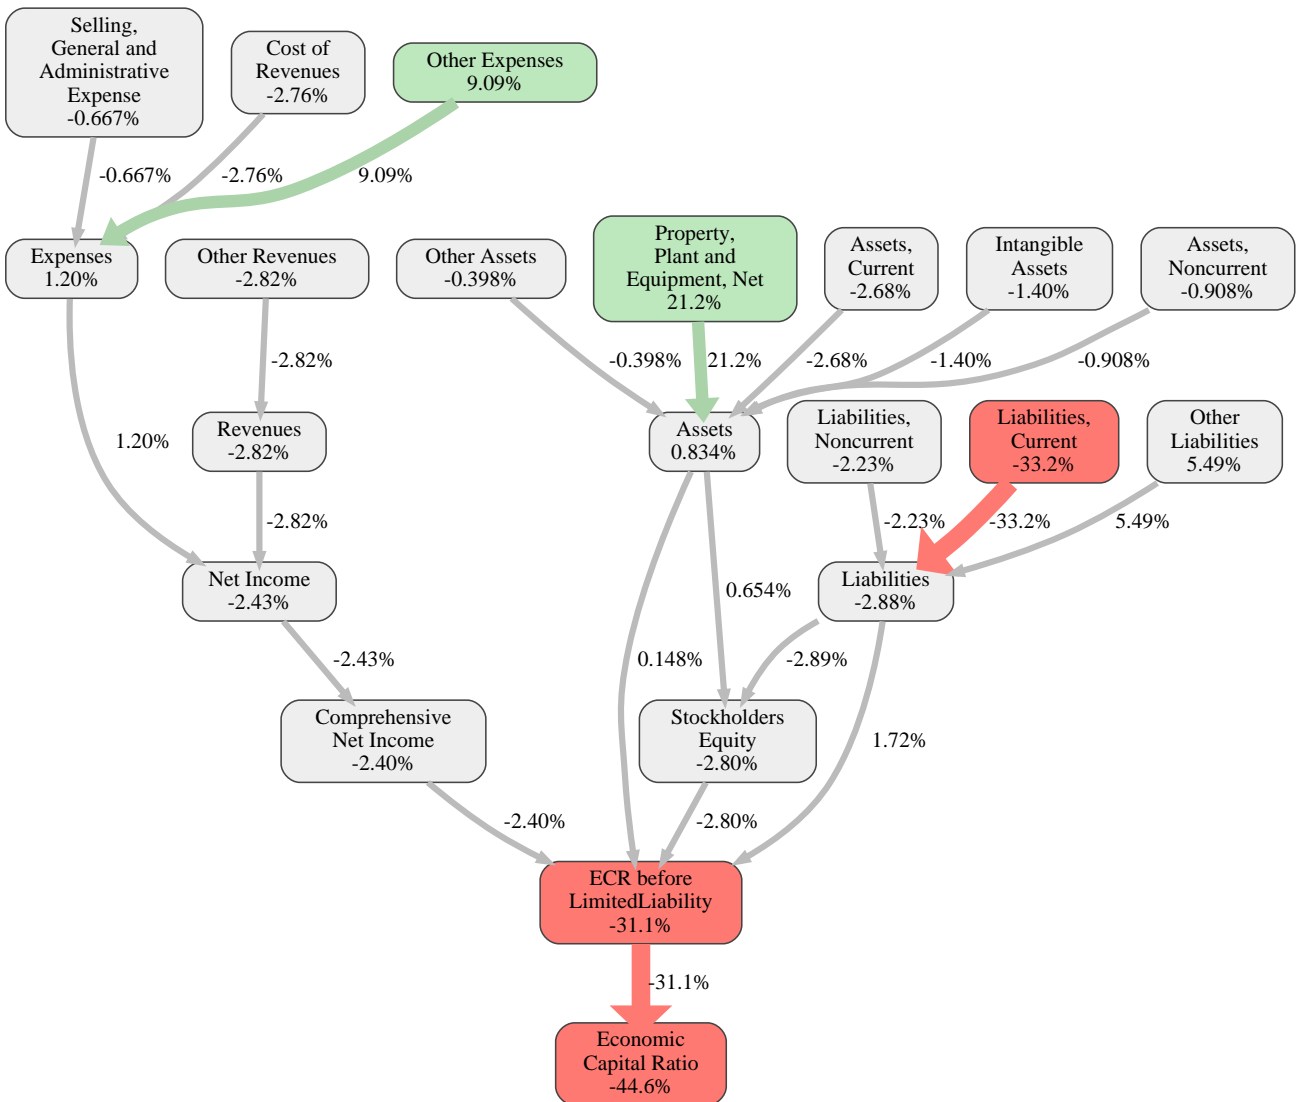 Selling,
General and
Administrative
Expense
-0.667%
Cost of
Revenues
-2.76%
Other Expenses
9.09%
-0.667%
-2.76%
9.09%
Expenses
1.20%
Other Revenues
-2.82%
Other Assets
-0.398%
Property,
Plant and
Equipment, Net
21.2%
Assets,
Current
-2.68%
Intangible
Assets
-1.40%
Assets,
Noncurrent
-0.908%
-2.82%
-0.398%
21.2%
-2.68%
-1.40%
-0.908%
1.20%
Revenues
-2.82%
Assets
0.834%
Liabilities,
Noncurrent
-2.23%
Liabilities,
Current
-33.2%
Other
Liabilities
5.49%
-2.82%
-2.23%
-33.2%
5.49%
Net Income
-2.43%
0.654%
Liabilities
-2.88%
-2.43%
0.148%
-2.89%
Comprehensive
Net Income
-2.40%
Stockholders
Equity
-2.80%
1.72%
-2.40%
-2.80%
ECR before
LimitedLiability
-31.1%
-31.1%
Economic
Capital Ratio
-44.6%